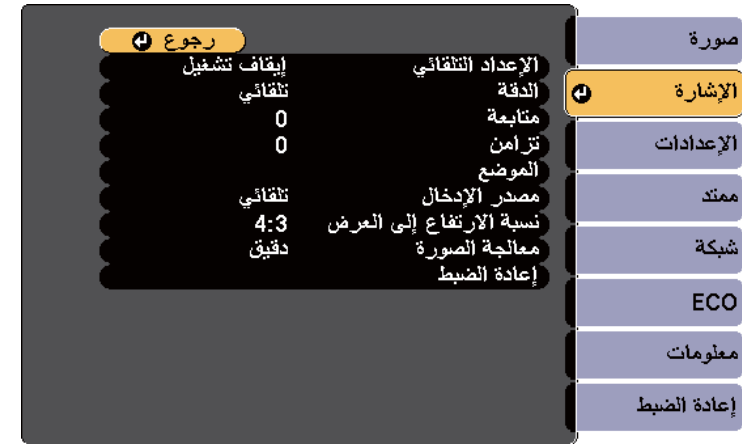 صورة
الإشارة
الإعدادات
ممتد
شبكة
ECO
معلومات
إعادة الضبط
رجوع
الإعداد التلقائي إيقاف تشغيل
الدقة تلقائي
متابعة 0
تزامن 0
الموضع
مصدر الإدخال تلقائي
نسبة الارتفاع إلى العرض 4:3
معالجة الصورة دقيق
إعادة الضبط